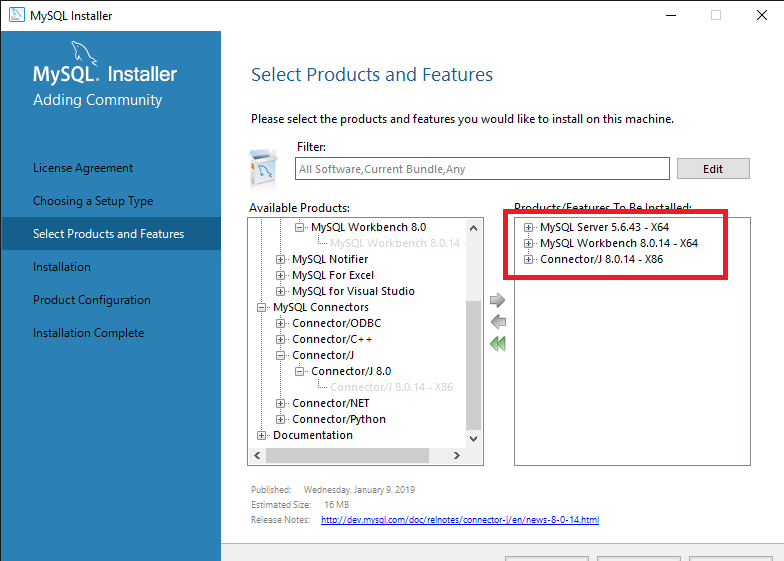 MySQL Installer
MySQL. Installer
Adding Community
License Agreement
Choosing a Setup Type
Select Products and Features
Installation
Product Configuration
Installation Complete
Select Products and Features
Please select the products and features you would like to install on this machine.
Filter:
All Software,Current Bundle,Any
Edit
Available Products:
MySQL Workbench 8.0
MySQL Workbench 8.0.14 -
MySQL Notifier
MySQL For Excel
MySQL for Visual Studio
MySQL Connectors
Connector/ODBC
Connector/C++
Connector/J
Connector/J 8.0
Connector/J 8.0.14 - X86
Connector/NET
Connector/Python
Documentation
Products/Features To Be Installed:
MySQL Server 5.6.43 - X64
MySQL Workbench 8.0.14 - X64
Connector/J 8.0.14 - X86
Published: Wednesday, January 9, 2019
Estimated Size: 16 MB
Release Notes: http://dev.mysql.com/doc/relnotes/connector-j/en/news-8-0-14.html